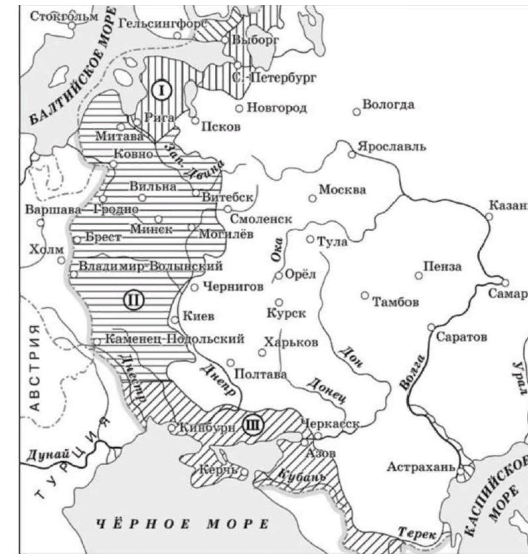 Стокгольм
Гельсингфорс
Выборг
С.-Петербург
БАЛТИЙСКОЕ МОРЕ
I
Новгород
Вологда
Рига
Псков
Митава
Ярославль
Зап. Двина
Ковно
Вильна
Витебск
Москва
Казань
Варшава
Гродно
Смоленск
Минск
Могилёв
Ока
Тула
Брест
Холм
Владимир-Волынский
Орёл
Пенза
Самар
Чернигов
Тамбов
II
Курск
Киев
Саратов
Каменец-Подольский
Харьков
Дон
Волга
Урал
АВСТРИЯ
Днестр
Днепр
Полтава
Донец
III
Черкасск
Кинбурн
Азов
Дунай
ТУРЦИЯ
Керчь
Кубань
Астрахань
ЧЁРНОЕ МОРЕ
Терек
КАСПИЙСКОЕ МОРЕ